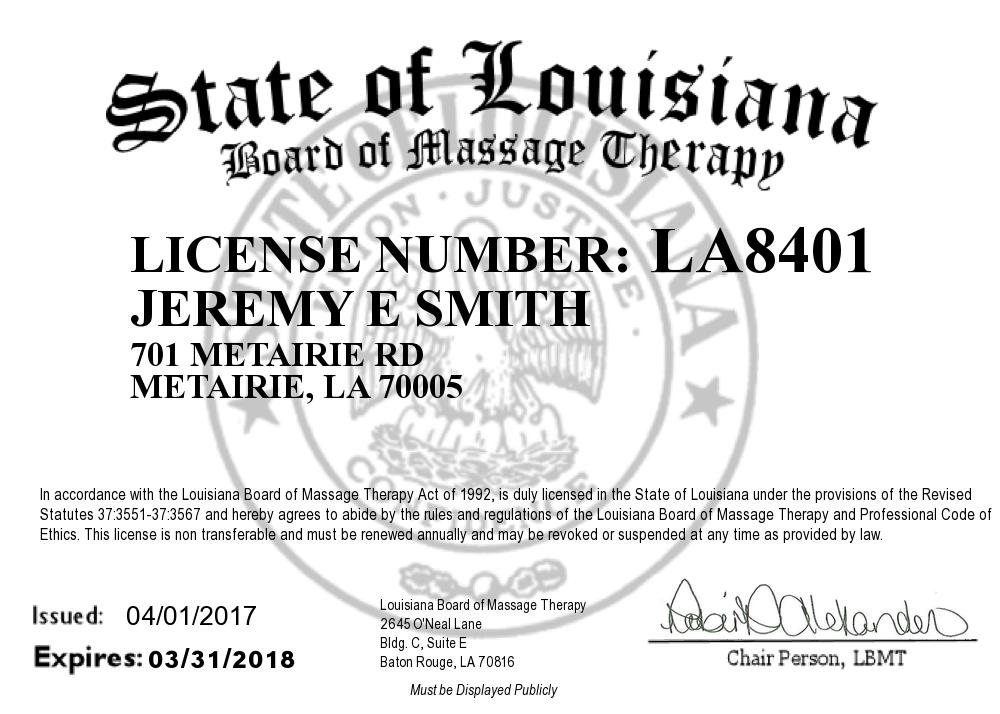 State of Louisiana
Board of Massage Therapy
STATE OF LOUISIANA
UNION · JUSTICE ·
LICENSE NUMBER: LA8401
JEREMY E SMITH
701 METAIRIE RD
METAIRIE, LA 70005
CONFIDENCE
In accordance with the Louisiana Board of Massage Therapy Act of 1992, is duly licensed in the State of Louisiana under the provisions of the Revised
Statutes 37:3551-37:3567 and hereby agrees to abide by the rules and regulations of the Louisiana Board of Massage Therapy and Professional Code of
Ethics. This license is non transferable and must be renewed annually and may be revoked or suspended at any time as provided by law.
Issued: 04/01/2017
Expires: 03/31/2018
Louisiana Board of Massage Therapy
2645 O'Neal Lane
Bldg. C, Suite E
Baton Rouge, LA 70816
Must be Displayed Publicly
Alexander
Chair Person, LBMT